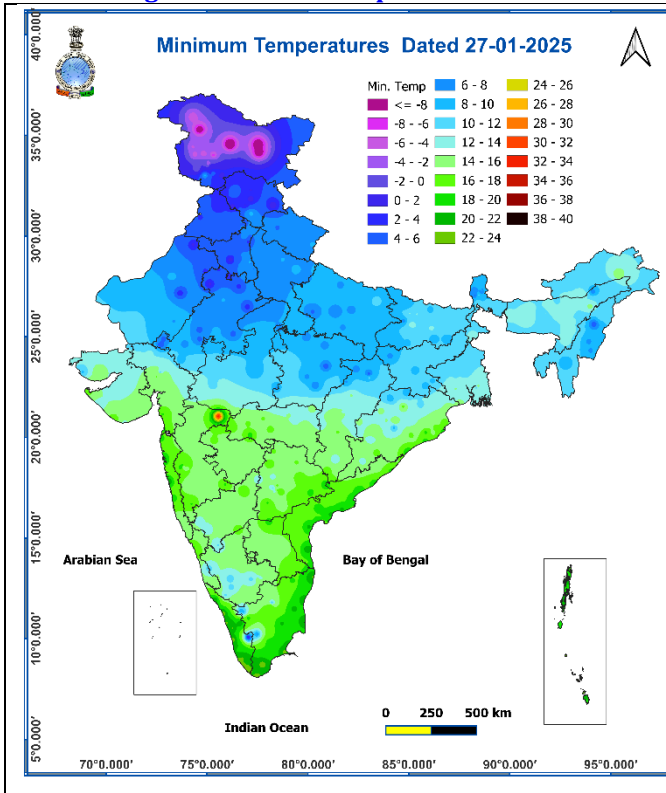 Minimum Temperatures Dated 27-01-2025
Min. Temp
<= -8
-8 - -6
-6 - -4
-4 - -2
-2 - 0
0 - 2
2 - 4
4 - 6
6 - 8
8 - 10
10 - 12
12 - 14
14 - 16
16 - 18
18 - 20
20 - 22
22 - 24
24 - 26
26 - 28
28 - 30
30 - 32
32 - 34
34 - 36
36 - 38
38 - 40
40°0.000'
35°0.000'
30°0.000'
25°0.000'
20°0.000'
15°0.000'
10°0.000'
5°0.000'
Arabian Sea
Bay of Bengal
Indian Ocean
0 250 500 km
70°0.000' 75°0.000' 80°0.000' 85°0.000' 90°0.000' 95°0.000'